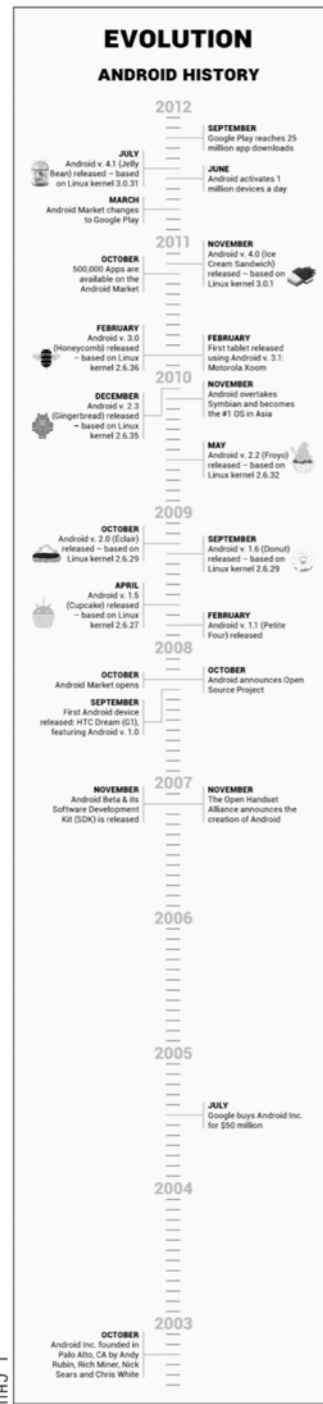 EVOLUTION
ANDROID HISTORY
2012
SEPTEMBER
Google Play reaches 25
million app downloads
JULY
Android v. 4.1 (Jelly
Bean) released – based
on Linux kernel 3.0.31
JUNE
Android activates 1
million devices a day
MARCH
Android Market changes
to Google Play
2011
NOVEMBER
Android v. 4.0 (Ice
Cream Sandwich)
released – based on
Linux kernel 3.0.1
OCTOBER
500,000 Apps are
available on the
Android Market
FEBRUARY
Android v. 3.0
(Honeycomb) released
– based on Linux
kernel 2.6.36
FEBRUARY
First tablet released
using Android v. 3.1:
Motorola Xoom
2010
NOVEMBER
Android overtakes
Symbian and becomes
the #1 OS in Asia
DECEMBER
Android v. 2.3
(Gingerbread) released
– based on Linux
kernel 2.6.35
MAY
Android v. 2.2 (Froyo)
released – based on
Linux kernel 2.6.32
2009
OCTOBER
Android v. 2.0 (Éclair)
released – based on
Linux kernel 2.6.29
SEPTEMBER
Android v. 1.6 (Donut)
released – based on
Linux kernel 2.6.29
APRIL
Android v. 1.5
(Cupcake) released
– based on Linux
kernel 2.6.27
FEBRUARY
Android v. 1.1 (Petite
Four) released
2008
OCTOBER
Android Market opens
OCTOBER
Android announces Open
Source Project
SEPTEMBER
First Android device
released: HTC Dream (G1),
featuring Android v. 1.0
2007
NOVEMBER
Android Beta & its
Software Development
Kit (SDK) is released
NOVEMBER
The Open Handset
Alliance announces the
creation of Android
2006
2005
JULY
Google buys Android Inc.
for $50 million
2004
2003
OCTOBER
Android Inc. founded in
Palo Alto, CA by Andy
Rubin, Rich Miner, Nick
Sears and Chris White